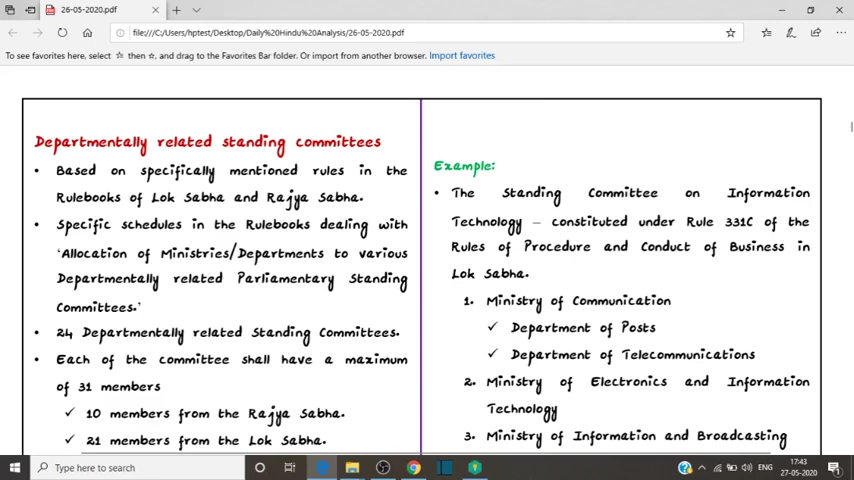 26-05-2020.pdf
file:///C:/Users/hptest/Desktop/Daily%20Hindu%20Analysis/26-05-2020.pdf
To see favorites here, select ☆ then ☆, and drag to the Favorites Bar folder. Or import from another browser. Import favorites
Departmentally related standing committees
• Based on specifically mentioned rules in the
Rulebooks of Lok Sabha and Rajya Sabha.
• Specific schedules in the Rulebooks dealing with
‘Allocation of Ministries/Departments to various
Departmentally related Parliamentary Standing
Committees.’
• 24 Departmentally related Standing Committees.
• Each of the committee shall have a maximum
of 31 members
✓ 10 members from the Rajya Sabha.
✓ 21 members from the Lok Sabha.
Example:
• The Standing Committee on Information
Technology – constituted under Rule 331C of the
Rules of Procedure and Conduct of Business in
Lok Sabha.
1. Ministry of Communication
✓ Department of Posts
✓ Department of Telecommunications
2. Ministry of Electronics and Information
Technology
3. Ministry of Information and Broadcasting
Type here to search
ENG
17:43
27-05-2020